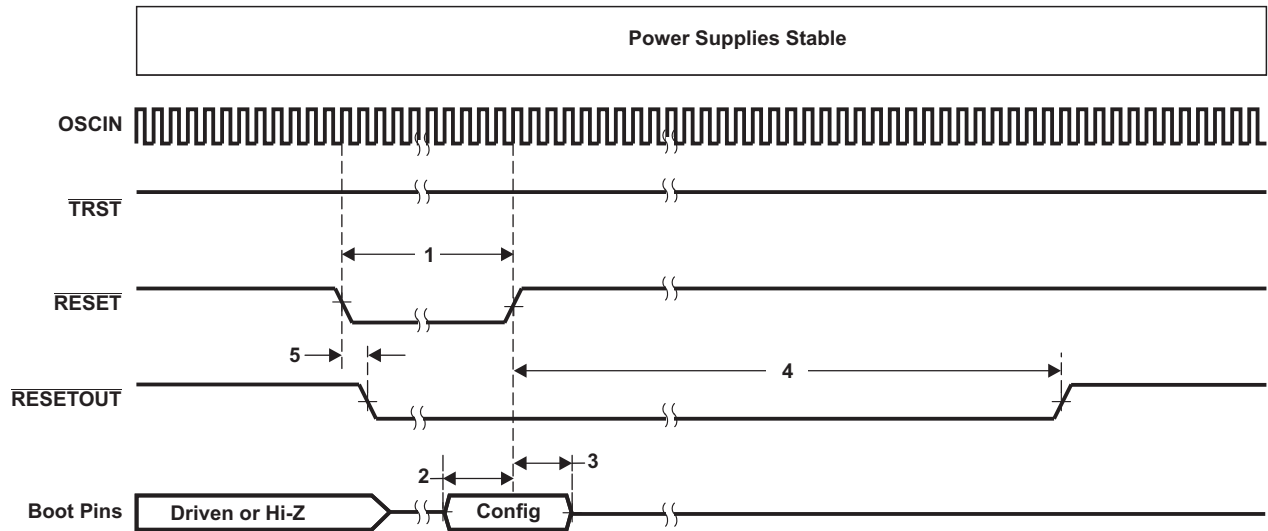 Power Supplies Stable
OSCIN
TRST
1
RESET
5
4
RESETOUT
2
3
Boot Pins
Driven or Hi-Z
Config